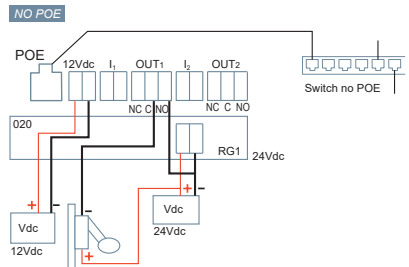 NO POE
POE
12Vdc I1 OUT1 I2 OUT2
NC C NO NC C NO
Switch no POE
020
RG1
24Vdc
+ - + -
Vdc Vdc
12Vdc 24Vdc
- +